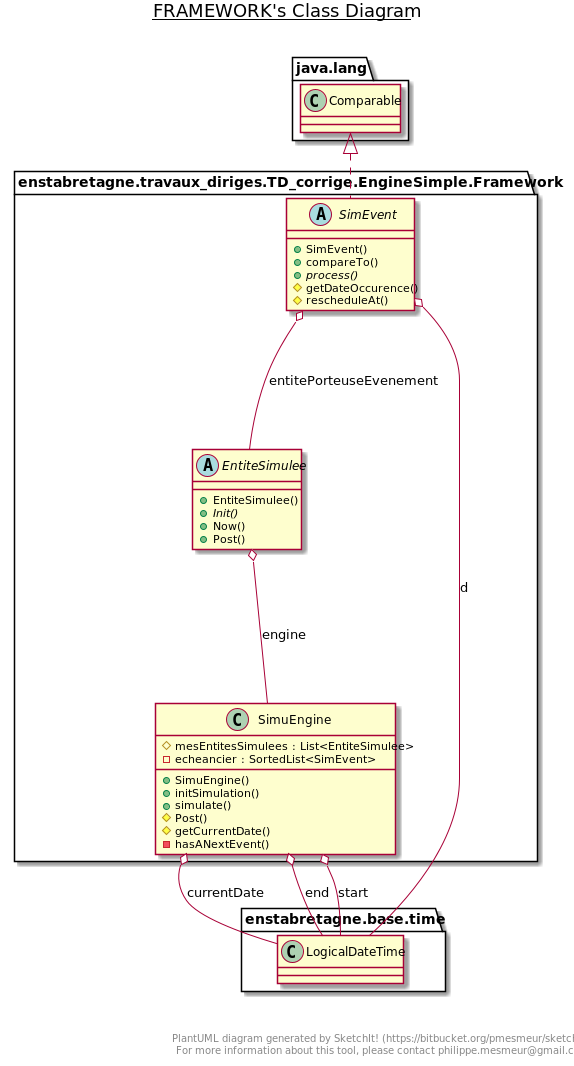 FRAMEWORK's Class Diagram
java.lang
C Comparable
enstabretagne.travaux_diriges.TD_corrige.EngineSimple.Framework
A SimEvent
SimEvent()
compareTo()
process()
getDateOccurence()
rescheduleAt()
entitePorteuseEvenement
A EntiteSimulee
EntiteSimulee()
Init()
Now()
Post()
d
engine
C SimuEngine
mesEntitesSimulees : List<EntiteSimulee>
echeancier : SortedList<SimEvent>
SimuEngine()
initSimulation()
simulate()
Post()
getCurrentDate()
hasANextEvent()
currentDate
end
start
enstabretagne.base.time
C LogicalDateTime
PlantUML diagram generated by SketchIt! (https://bitbucket.org/pmesmeur/sketch
For more information about this tool, please contact philippe.mesmeur@gmail.c